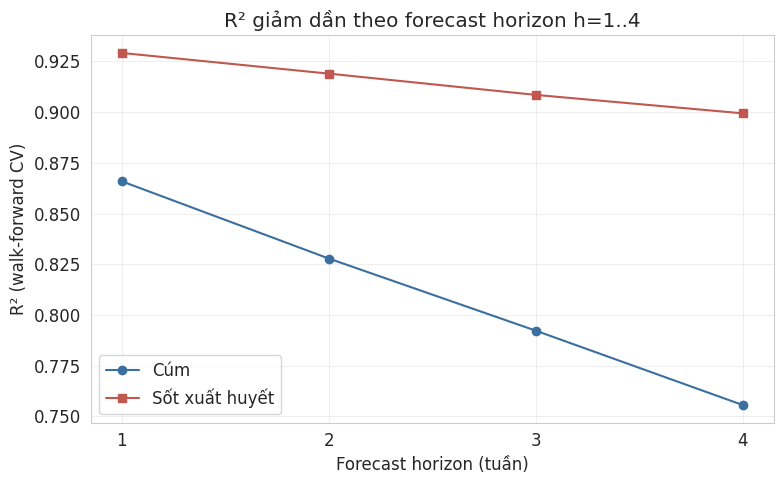 R² giảm dần theo forecast horizon h=1..4
R² (walk-forward CV)
0.925
0.900
0.875
0.850
0.825
0.800
0.775
0.750
Cúm
Sốt xuất huyết
1 2 3 4
Forecast horizon (tuần)